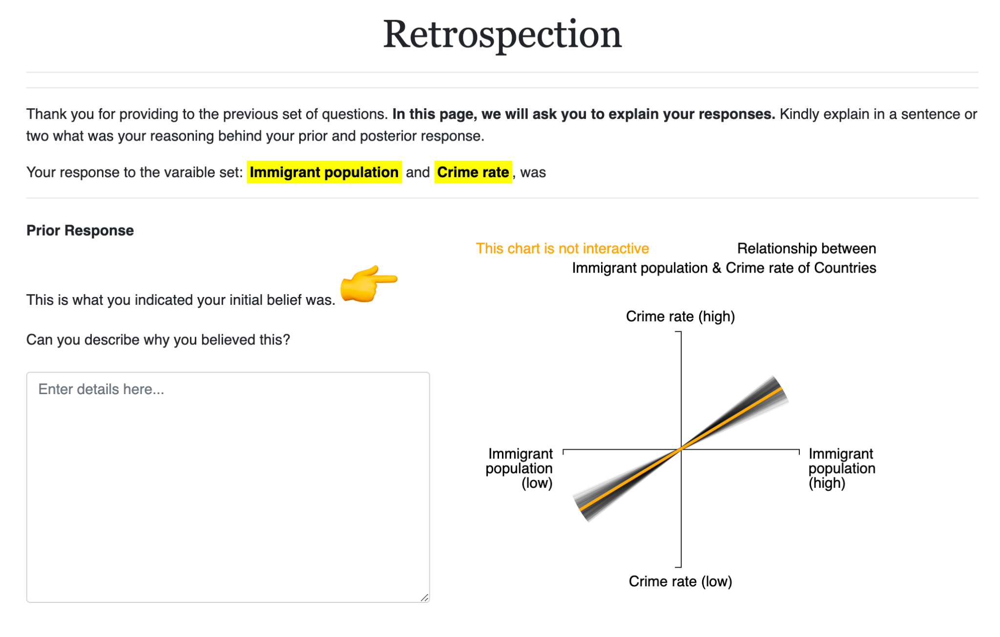 Retrospection
Thank you for providing to the previous set of questions. In this page, we will ask you to explain your responses. Kindly explain in a sentence or
two what was your reasoning behind your prior and posterior response.
Your response to the varaible set: Immigrant population and Crime rate, was
Prior Response
This is what you indicated your initial belief was.
Can you describe why you believed this?
Enter details here...
This chart is not interactive
Relationship between
Immigrant population & Crime rate of Countries
Crime rate (high)
Immigrant
population
(low)
Immigrant
population
(high)
Crime rate (low)